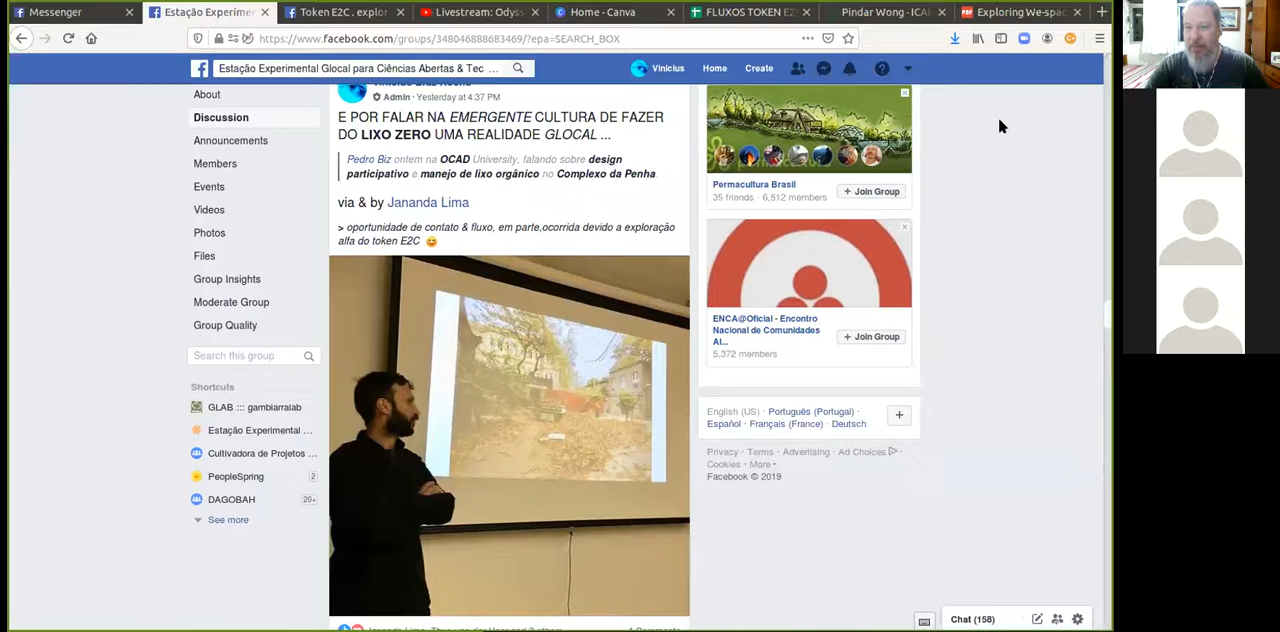 Messenger
Estação Experime
Token E2C . explor
Livestream: Odys
Home - Canva
FLUXOS TOKEN E2
Pindar Wong - ICA
Exploring We-spac
https://www.facebook.com/groups/348046888683469/?epa=SEARCH_BOX
Estação Experimental Glocal para Ciências Abertas & Tec ...
Vinicius
Home
Create
About
Discussion
Announcements
Members
Events
Videos
Photos
Files
Group Insights
Moderate Group
Group Quality
Search this group
Shortcuts
GLAB ::: gambiarralab
Estação Experimental ...
Cultivadora de Projetos ...
PeopleSpring 2
DAGOBAH 20+
See more
Admin · Yesterday at 4:37 PM
E POR FALAR NA EMERGENTE CULTURA DE FAZER
DO LIXO ZERO UMA REALIDADE GLOCAL ...
Pedro Biz ontem na OCAD University, falando sobre design
participativo e manejo de lixo orgânico no Complexo da Penha.
via & by Jananda Lima
> oportunidade de contato & fluxo, em parte,ocorrida devido a exploração
alfa do token E2C
Permacultura Brasil
35 friends · 6,512 members
+ Join Group
ENCA@Oficial - Encontro
Nacional de Comunidades
Al...
5,372 members
+ Join Group
English (US) · Português (Portugal) ·
Español · Français (France) · Deutsch
Privacy · Terms · Advertising · Ad Choices ·
Cookies · More
Facebook © 2019
Chat (158)